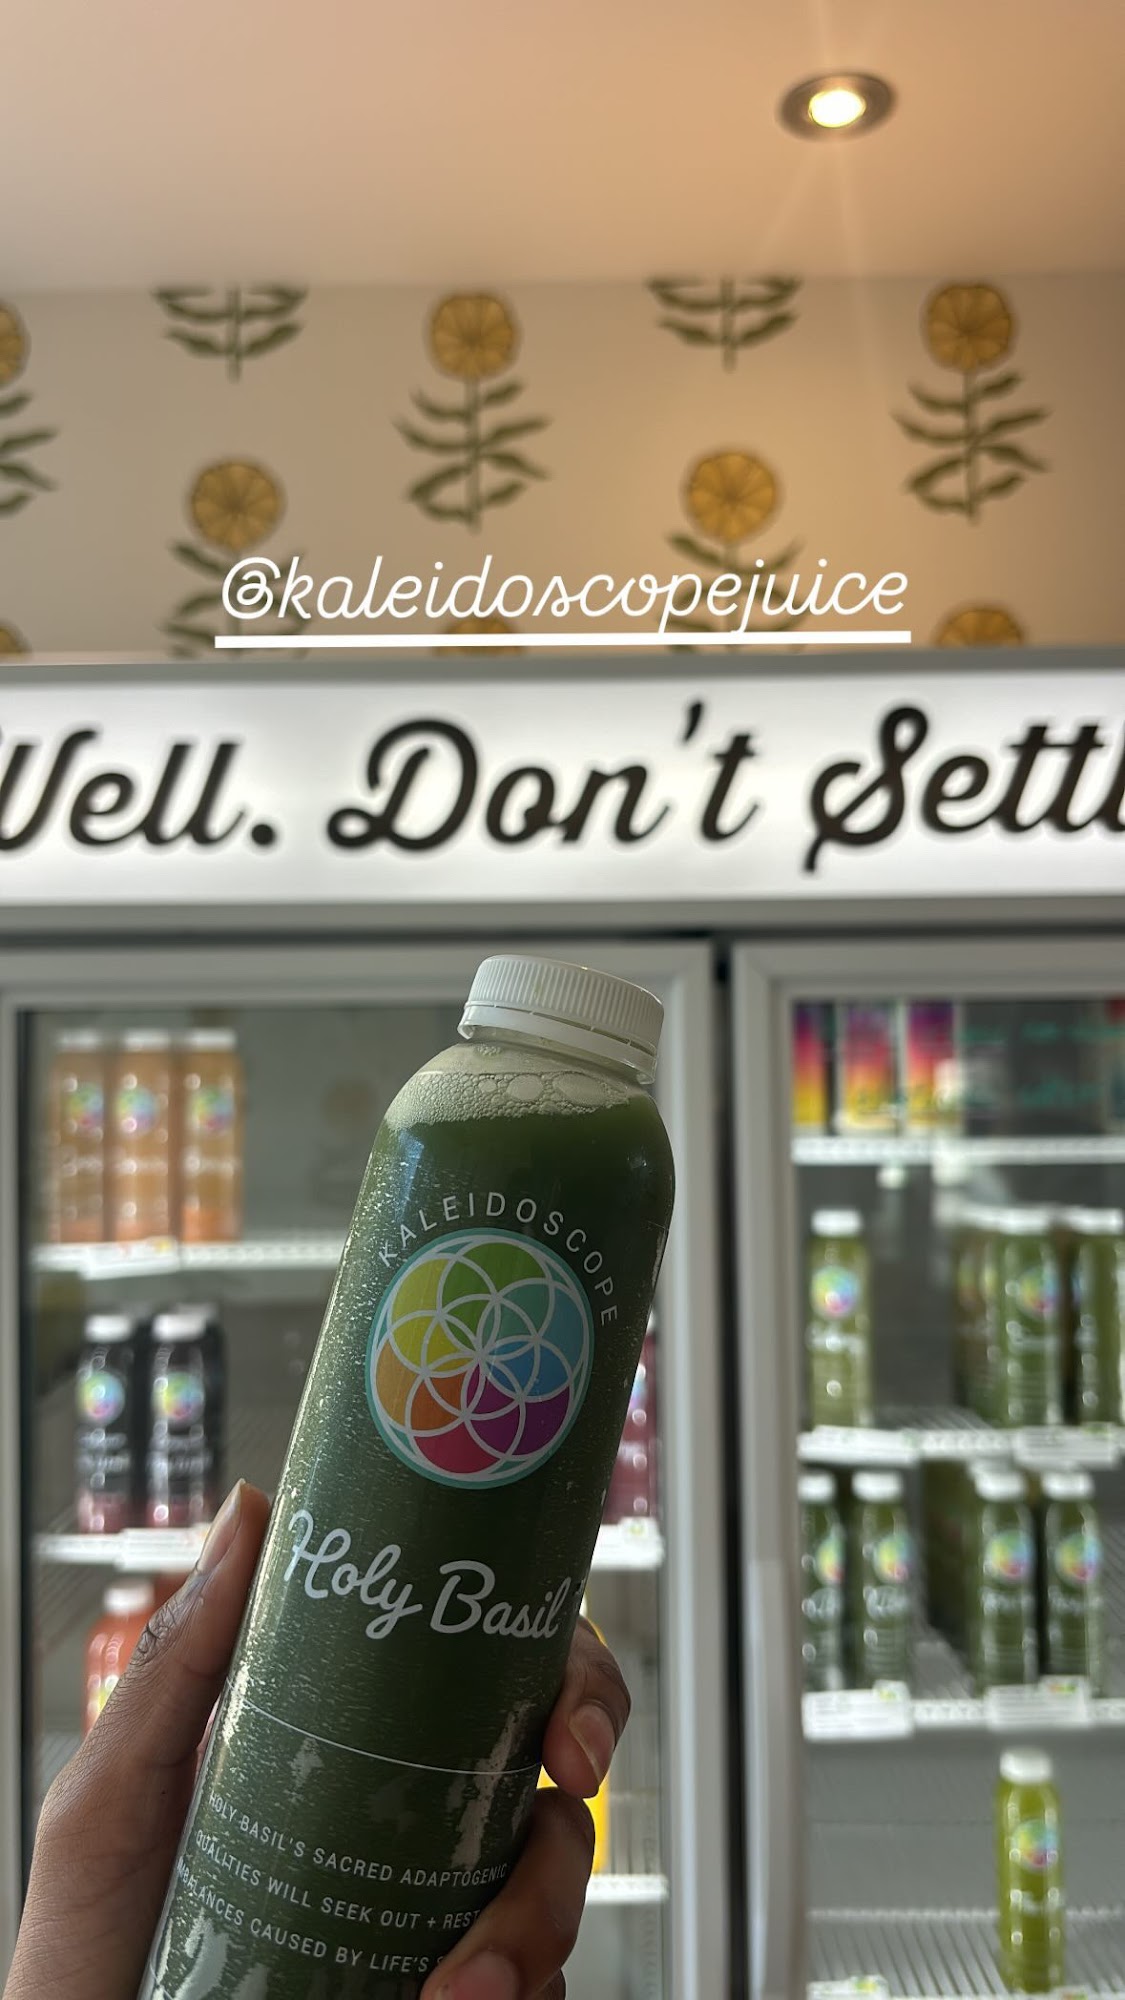 @kaleidoscopejuice
Well. Don't Settl
KALEIDOSCOPE
Holy Basil
HOLY BASIL'S SACRED ADAPTOGENIC
QUALITIES WILL SEEK OUT + REST
IMBALANCES CAUSED BY LIFE'S S